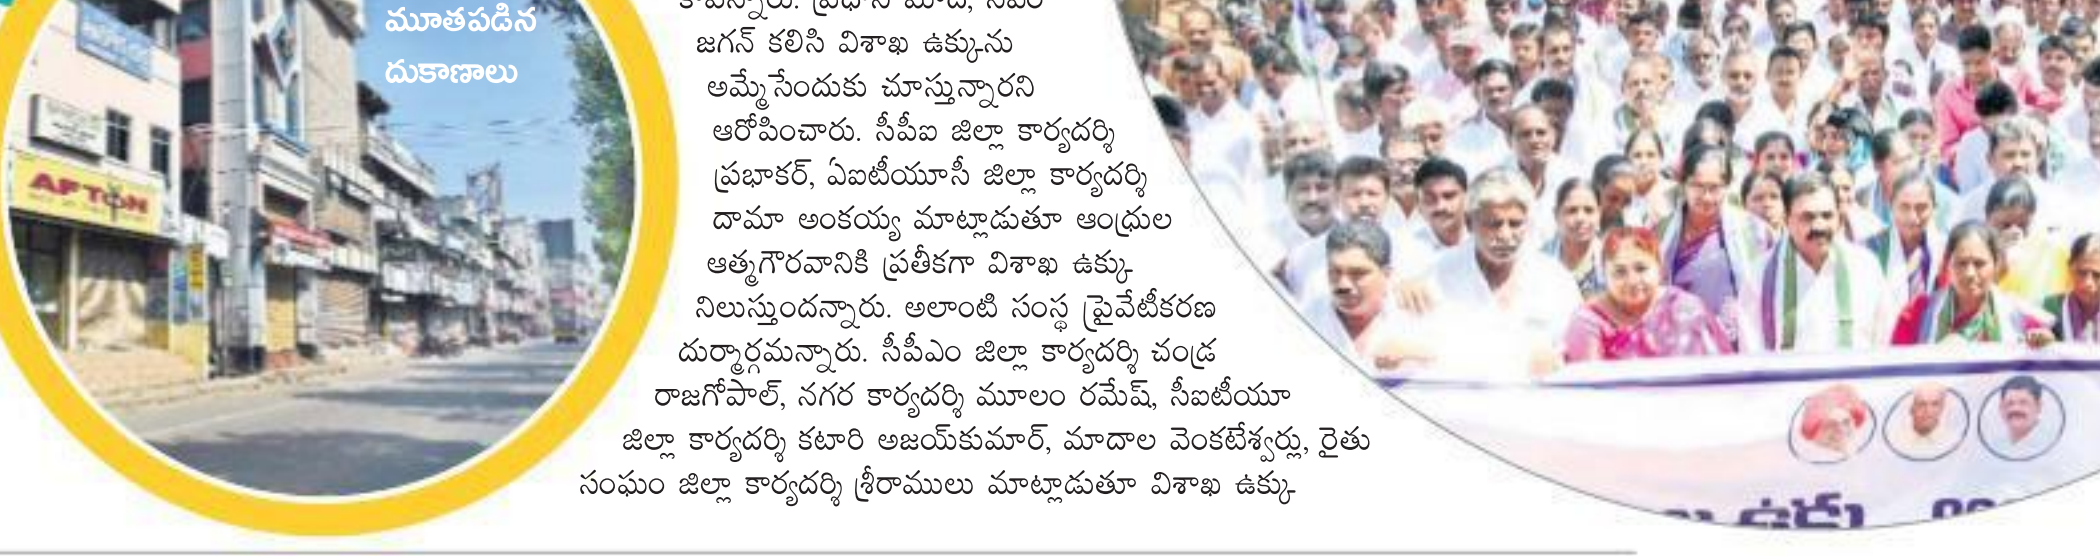 మూతపడిన
దుకాణాలు
AFTON
జగన్ కలిసి విశాఖ ఉక్కును
అమ్మేసేందుకు చూస్తున్నారని
ఆరోపించారు. సీపీఐ జిల్లా కార్యదర్శి
ప్రభాకర్, ఏఐటీయూసీ జిల్లా కార్యదర్శి
దామా అంకయ్య మాట్లాడుతూ ఆంధ్రుల
ఆత్మగౌరవానికి ప్రతీకగా విశాఖ ఉక్కు
నిలుస్తుందన్నారు. అలాంటి సంస్థ ప్రైవేటీకరణ
దుర్మార్గమన్నారు. సీపీఎం జిల్లా కార్యదర్శి చండ్ర
రాజగోపాల్, నగర కార్యదర్శి మూలం రమేష్, సీఐటీయూ
జిల్లా కార్యదర్శి కటారి అజయ్‌కుమార్, మాదాల వెంకటేశ్వర్లు, రైతు
సంఘం జిల్లా కార్యదర్శి శ్రీరాములు మాట్లాడుతూ విశాఖ ఉక్కు